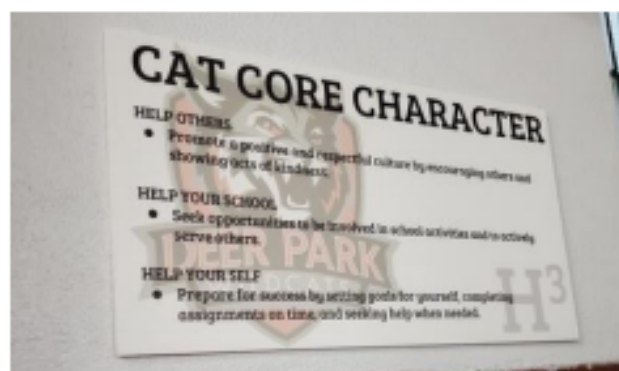 CAT CORE CHARACTER
HELP OTHERS
• Promote a positive and respectful culture by encouraging others and
showing acts of kindness.
HELP YOUR SCHOOL
• Seek opportunities to be involved in school activities and to actively
serve others.
DEER PARK
HELP YOUR SELF
• Prepare for success by setting goals for yourself, completing
assignments on time, and seeking help when needed.
H³